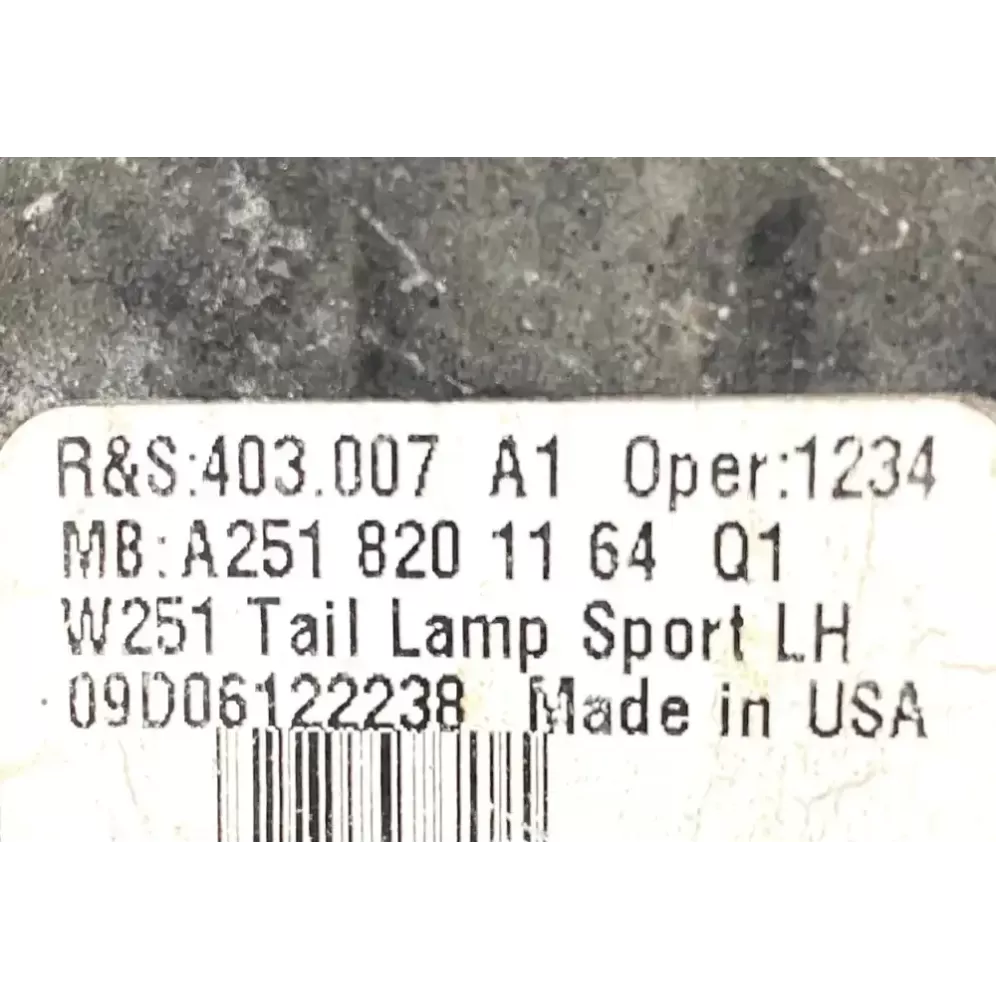 R&S:403.007 A1 Oper:1234
MB:A251 820 11 64 Q1
W251 Tail Lamp Sport LH
09D06122238 Made in USA